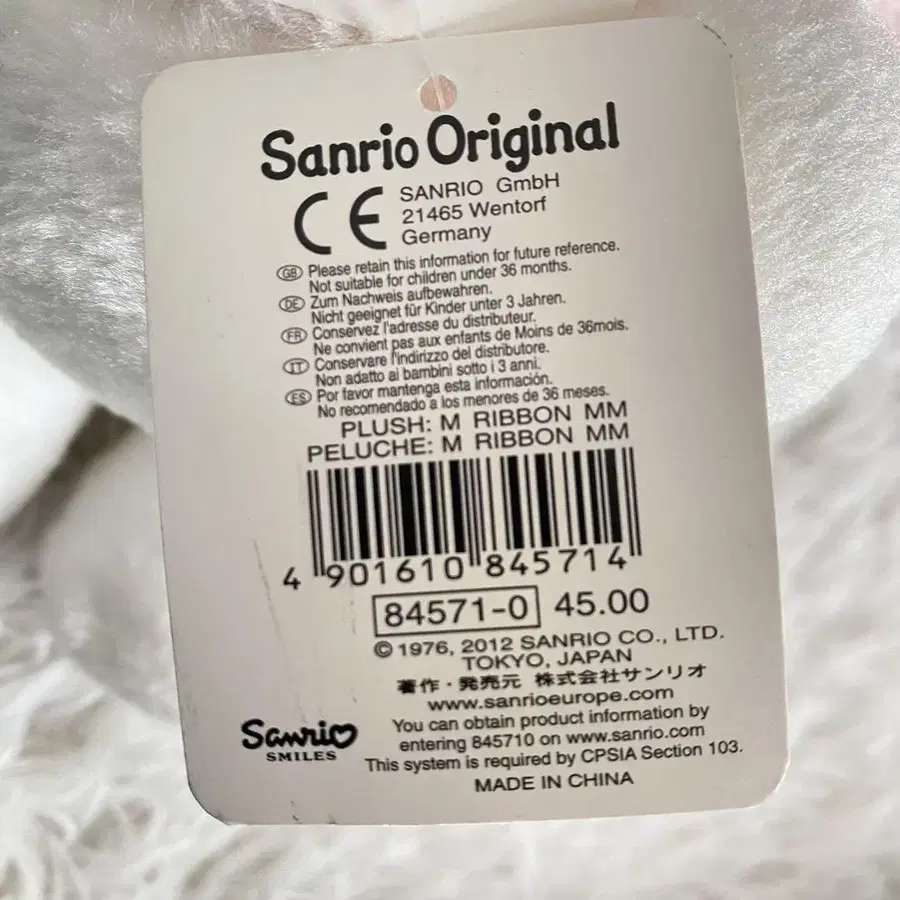 Sanrio Original
CE
SANRIO GmbH
21465 Wentorf
Germany
GB Please retain this information for future reference.
Not suitable for children under 36 months.
DE Zum Nachweis aufbewahren.
Nicht geeignet für Kinder unter 3 Jahren.
FR Conservez l'adresse du distributeur.
Ne convient pas aux enfants de Moins de 36mois.
IT Conservare l'indirizzo del distributore.
Non adatto ai bambini sotto i 3 anni.
ES Por favor mantenga esta información.
No recomendado a los menores de 36 meses.
PLUSH: M RIBBON MM
PELUCHE: M RIBBON MM
4 901610 845714
84571-0 45.00
© 1976, 2012 SANRIO CO., LTD.
TOKYO, JAPAN
著作・発売元 株式会社サンリオ
www.sanrioeurope.com
Sanrio
SMILES
You can obtain product information by
entering 845710 on www.sanrio.com.
This system is required by CPSIA Section 103.
MADE IN CHINA